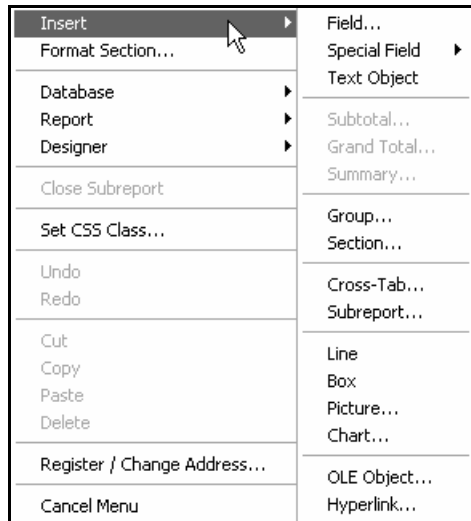 Insert
Format Section...
Database
Report
Designer
Close Subreport
Set CSS Class...
Undo
Redo
Cut
Copy
Paste
Delete
Register / Change Address...
Cancel Menu
Field...
Special Field
Text Object
Subtotal...
Grand Total...
Summary...
Group...
Section...
Cross-Tab...
Subreport...
Line
Box
Picture...
Chart...
OLE Object...
Hyperlink...